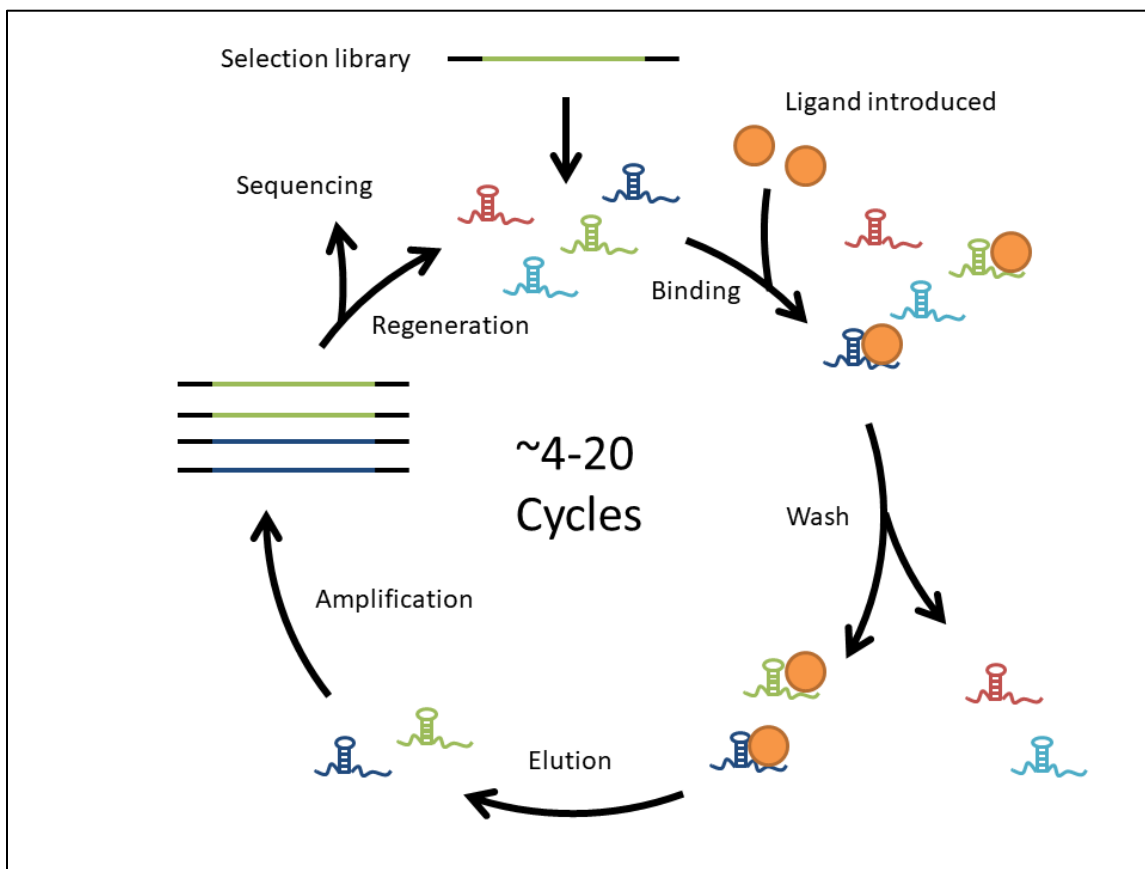 Selection library
Ligand introduced
Sequencing
Binding
Regeneration
~4-20
Cycles
Wash
Amplification
Elution